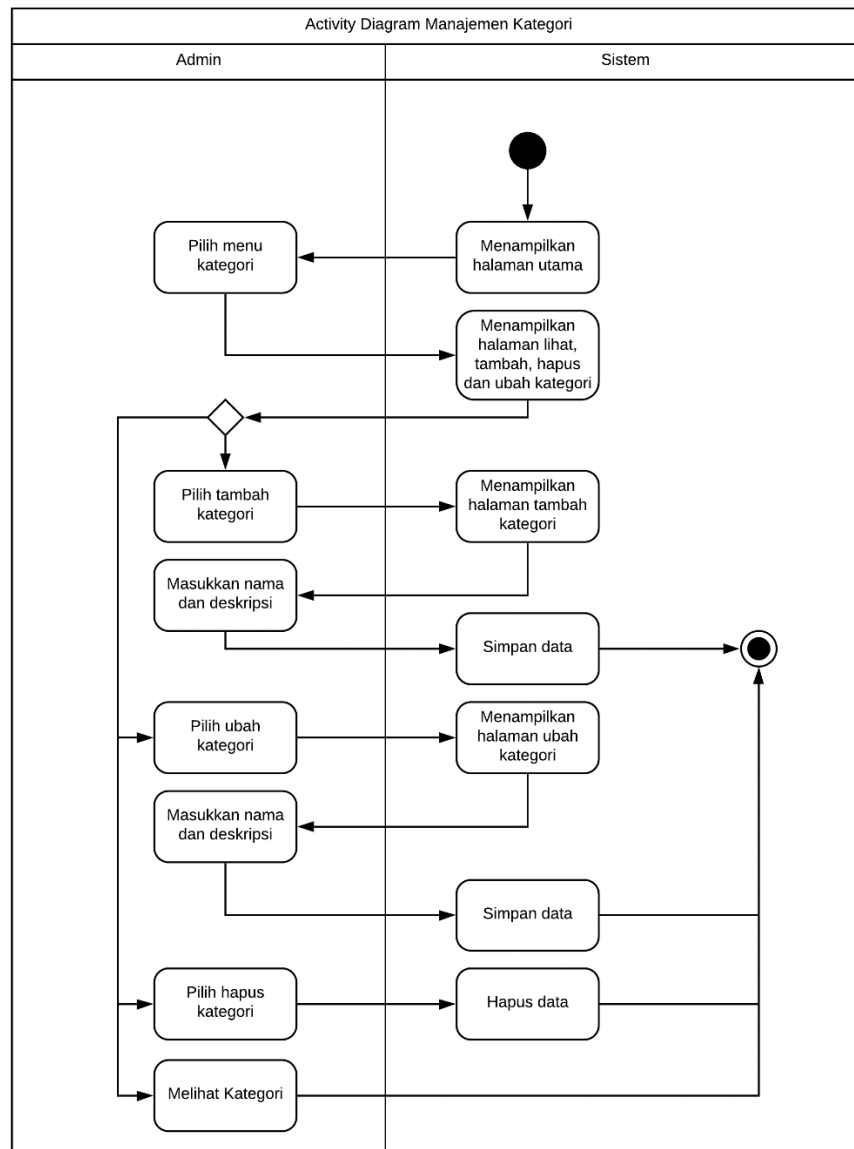 Activity Diagram Manajemen Kategori
Admin
Sistem
Menampilkan
halaman utama
Pilih menu
kategori
Menampilkan
halaman lihat,
tambah, hapus
dan ubah kategori
Pilih tambah
kategori
Menampilkan
halaman tambah
kategori
Masukkan nama
dan deskripsi
Simpan data
Pilih ubah
kategori
Menampilkan
halaman ubah
kategori
Masukkan nama
dan deskripsi
Simpan data
Pilih hapus
kategori
Hapus data
Melihat Kategori